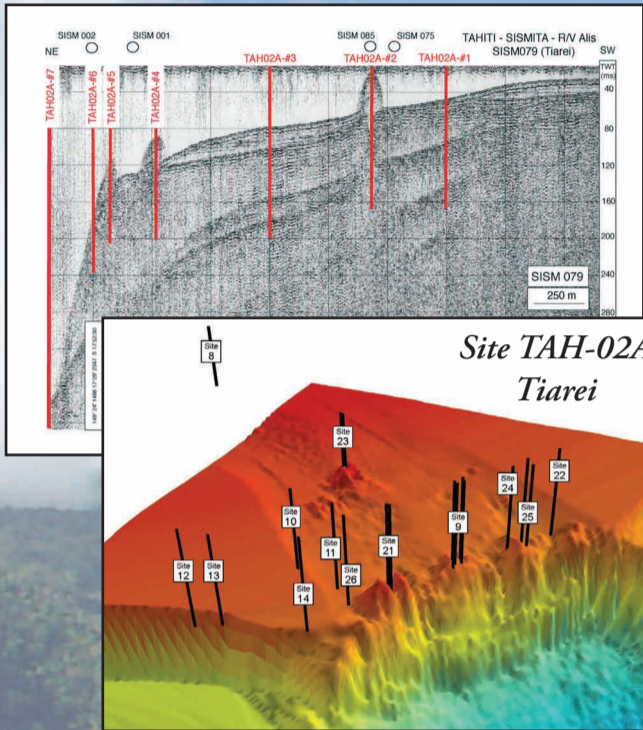 SISM 002
SISM 001
SISM 085
SISM 075
TAHITI - SISMITA - R/V Alis
SISM079 (Tiarei)
NE
SW
TAH02A-#7
TAH02A-#6
TAH02A-#5
TAH02A-#4
TAH02A-#3
TAH02A-#2
TAH02A-#1
TWT
(ms)
40
80
120
160
200
240
280
SISM 079
250 m
Site TAH-02A
Tiarei
Site
8
Site
23
Site
10
Site
11
Site
12
Site
13
Site
14
Site
26
Site
21
Site
9
Site
24
Site
25
Site
22